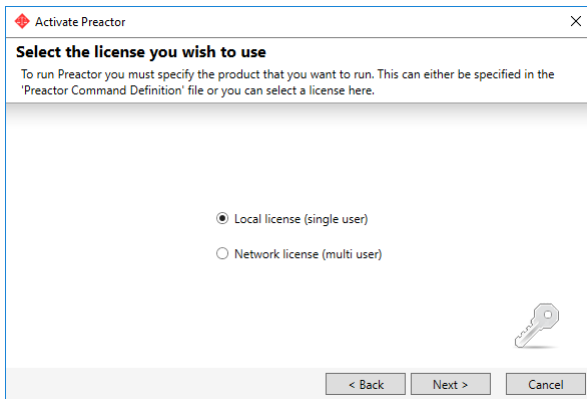 Activate Preactor
Select the license you wish to use
To run Preactor you must specify the product that you want to run. This can either be specified in the
'Preactor Command Definition' file or you can select a license here.
Local license (single user)
Network license (multi user)
< Back Next > Cancel